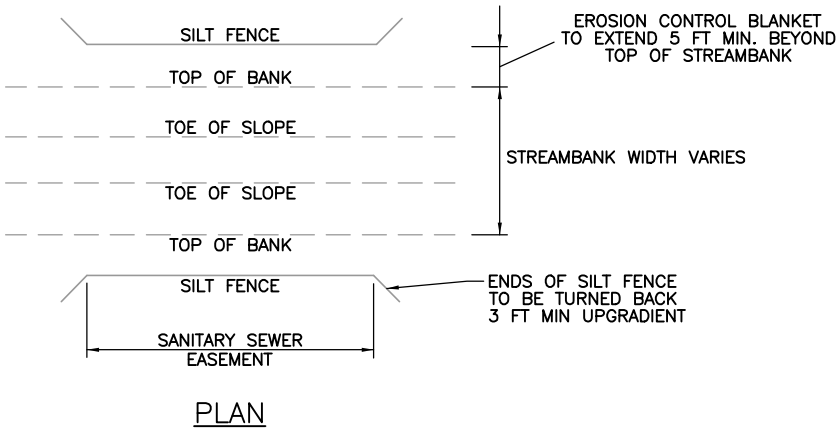 SILT FENCE
EROSION CONTROL BLANKET
TO EXTEND 5 FT MIN. BEYOND
TOP OF STREAMBANK
TOP OF BANK
TOE OF SLOPE
STREAMBANK WIDTH VARIES
TOE OF SLOPE
TOP OF BANK
SILT FENCE
ENDS OF SILT FENCE
TO BE TURNED BACK
3 FT MIN UPGRADIENT
SANITARY SEWER
EASEMENT
PLAN